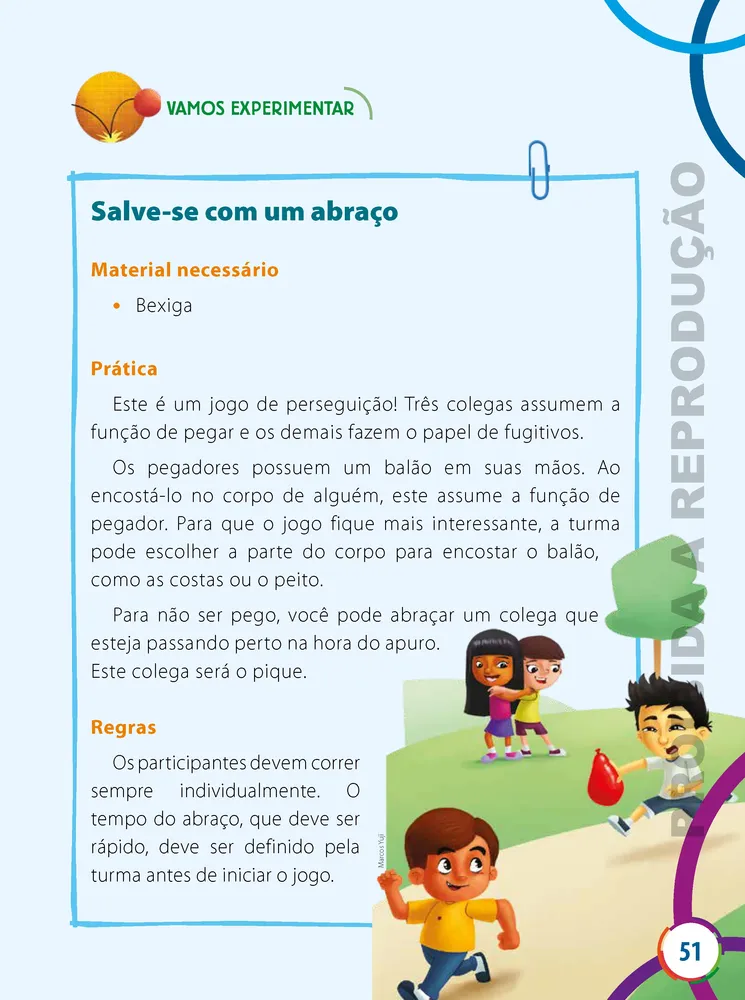 VAMOS EXPERIMENTAR
Salve-se com um abraço
Material necessário
• Bexiga
Prática
Este é um jogo de perseguição! Três colegas assumem a
função de pegar e os demais fazem o papel de fugitivos.
Os pegadores possuem um balão em suas mãos. Ao
encostá-lo no corpo de alguém, este assume a função de
pegador. Para que o jogo fique mais interessante, a turma
pode escolher a parte do corpo para encostar o balão,
como as costas ou o peito.
Para não ser pego, você pode abraçar um colega que
esteja passando perto na hora do apuro.
Este colega será o pique.
Regras
Os participantes devem correr
sempre individualmente. O
tempo do abraço, que deve ser
rápido, deve ser definido pela
turma antes de iniciar o jogo.
Marcos Yuji
PROIBIDA A REPRODUÇÃO
51